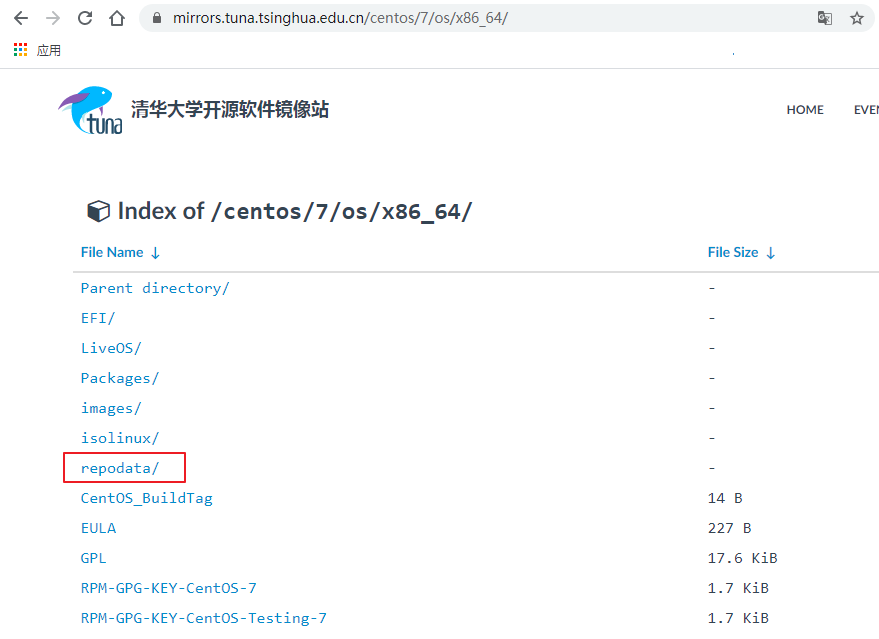 mirrors.tuna.tsinghua.edu.cn/centos/7/os/x86_64/
应用
tuna 清华大学开源软件镜像站 HOME EVEN
Index of /centos/7/os/x86_64/
File Name ↓ File Size ↓
Parent directory/ -
EFI/ -
LiveOS/ -
Packages/ -
images/ -
isolinux/ -
repodata/ -
CentOS_BuildTag 14 B
EULA 227 B
GPL 17.6 KiB
RPM-GPG-KEY-CentOS-7 1.7 KiB
RPM-GPG-KEY-CentOS-Testing-7 1.7 KiB